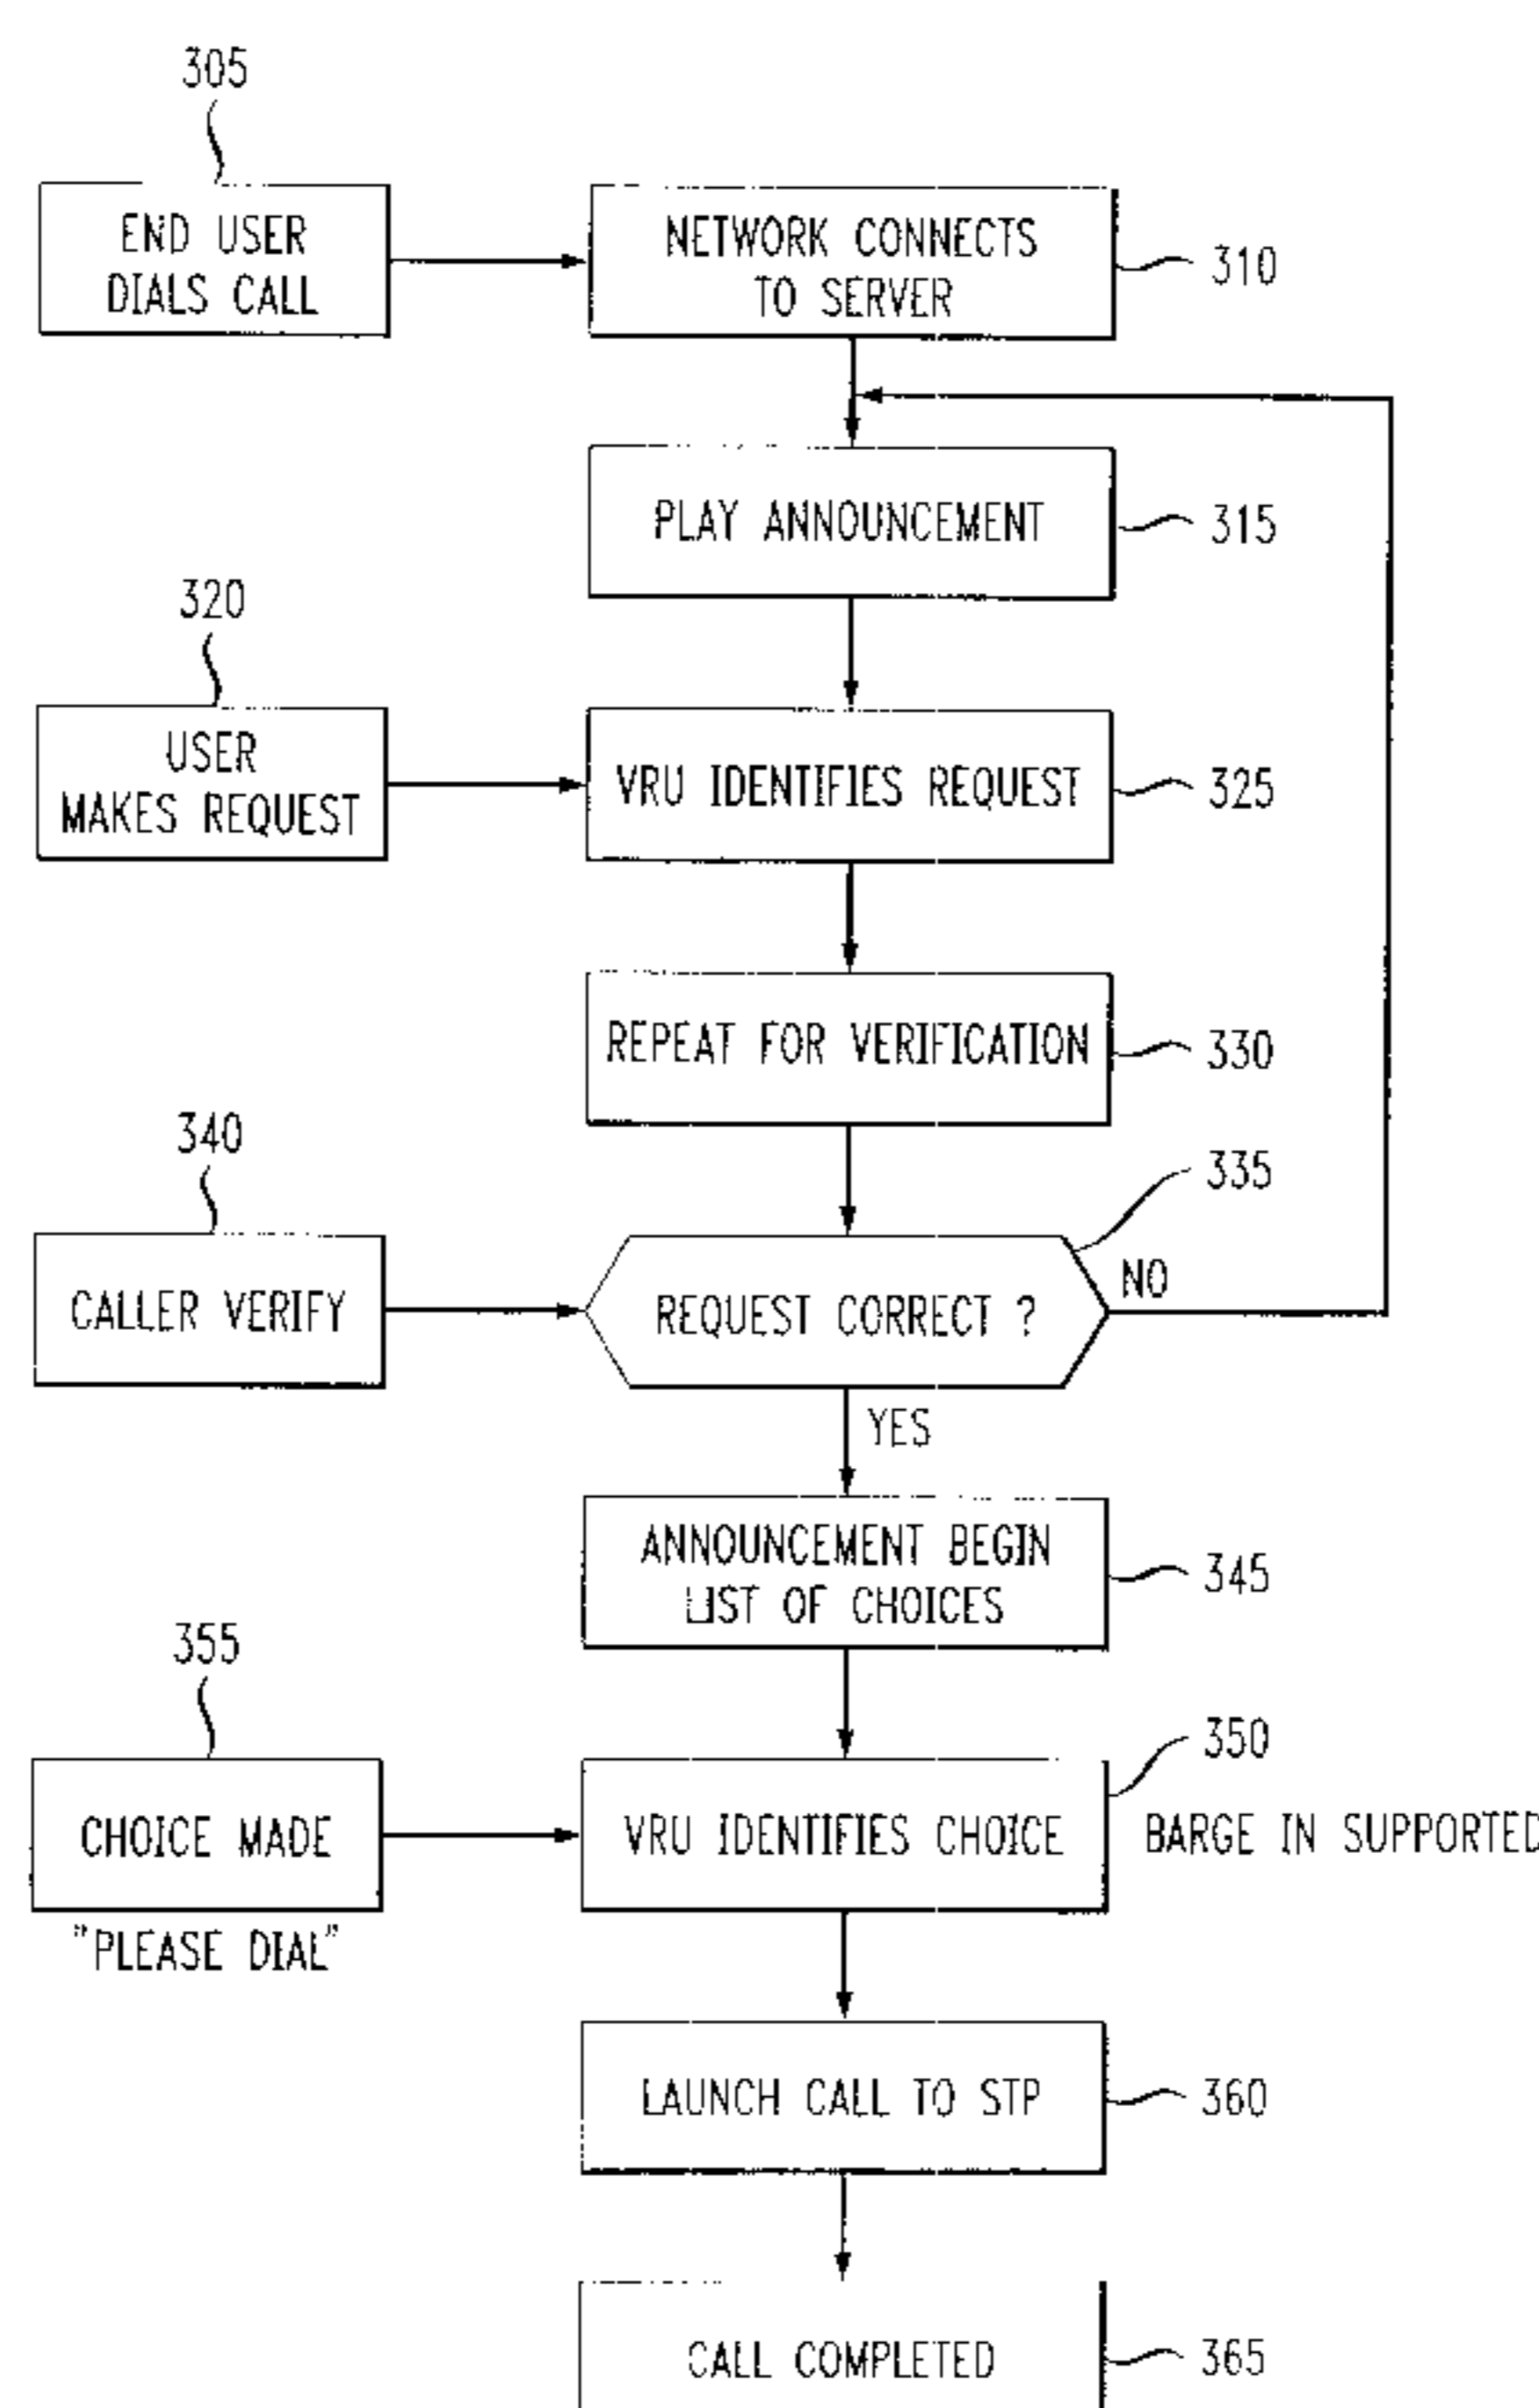 305
END USER
DIALS CALL
NETWORK CONNECTS
TO SERVER
310
PLAY ANNOUNCEMENT
315
320
USER
MAKES REQUEST
VRU IDENTIFIES REQUEST
325
REPEAT FOR VERIFICATION
330
340
335
CALLER VERIFY
REQUEST CORRECT ?
NO
YES
ANNOUNCEMENT BEGIN
LIST OF CHOICES
345
355
350
CHOICE MADE
VRU IDENTIFIES CHOICE
BARGE IN SUPPORTED
"PLEASE DIAL"
LAUNCH CALL TO STP
360
CALL COMPLETED
365